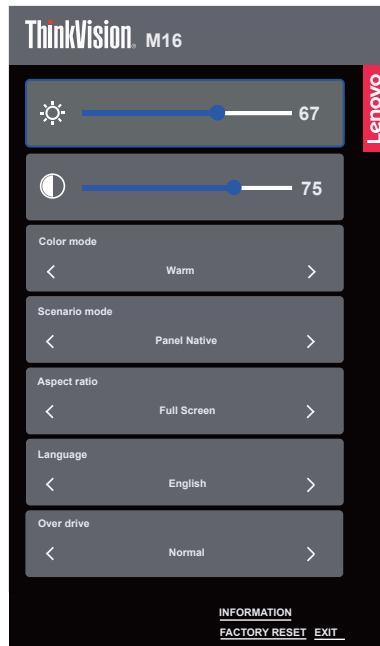 ThinkVision. M16
Lenovo
67
75
Color mode
Warm
Scenario mode
Panel Native
Aspect ratio
Full Screen
Language
English
Over drive
Normal
INFORMATION
FACTORY RESET EXIT